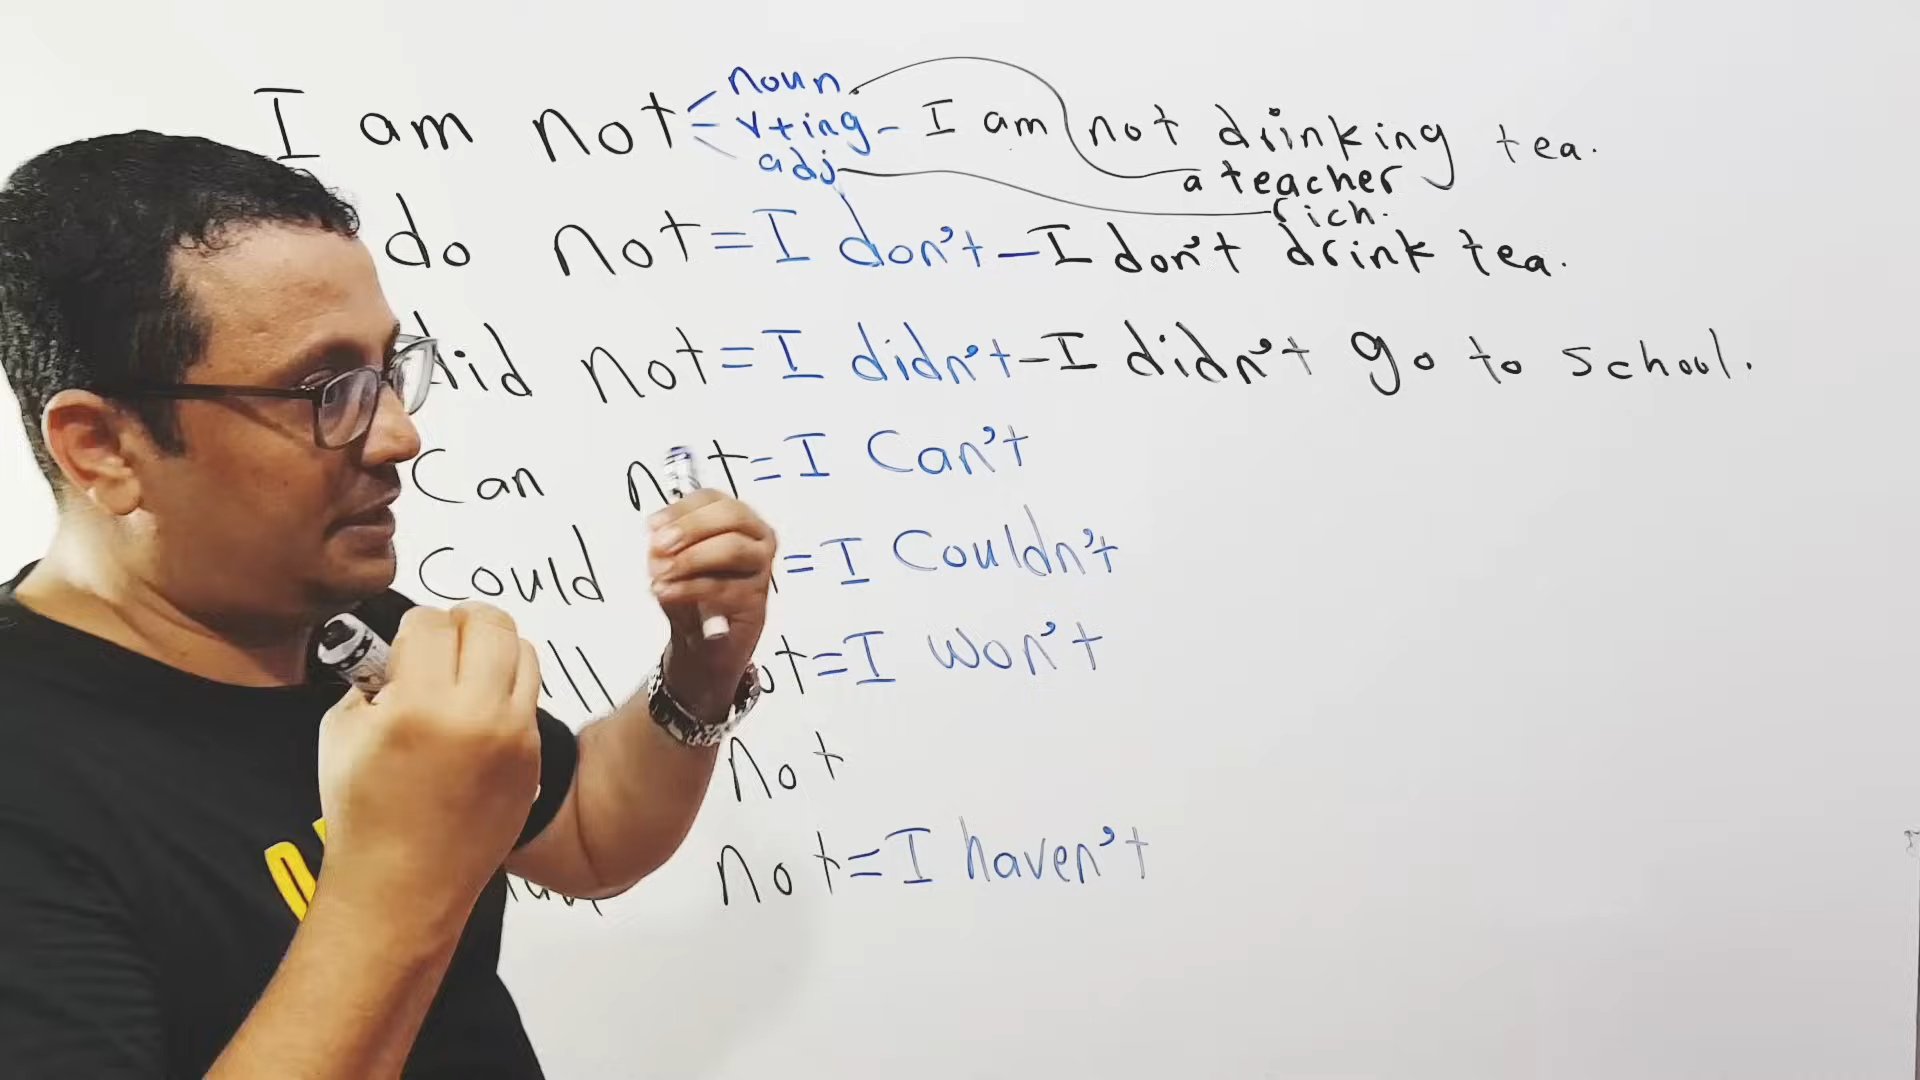 I am not noun
v+ing - I am not drinking tea.
adj a teacher
rich.
do not = I don't - I don't drink tea.
did not = I didn't - I didn't go to school.
Can not = I Can't
Could = I Couldn't
= I won't
not
not = I haven't